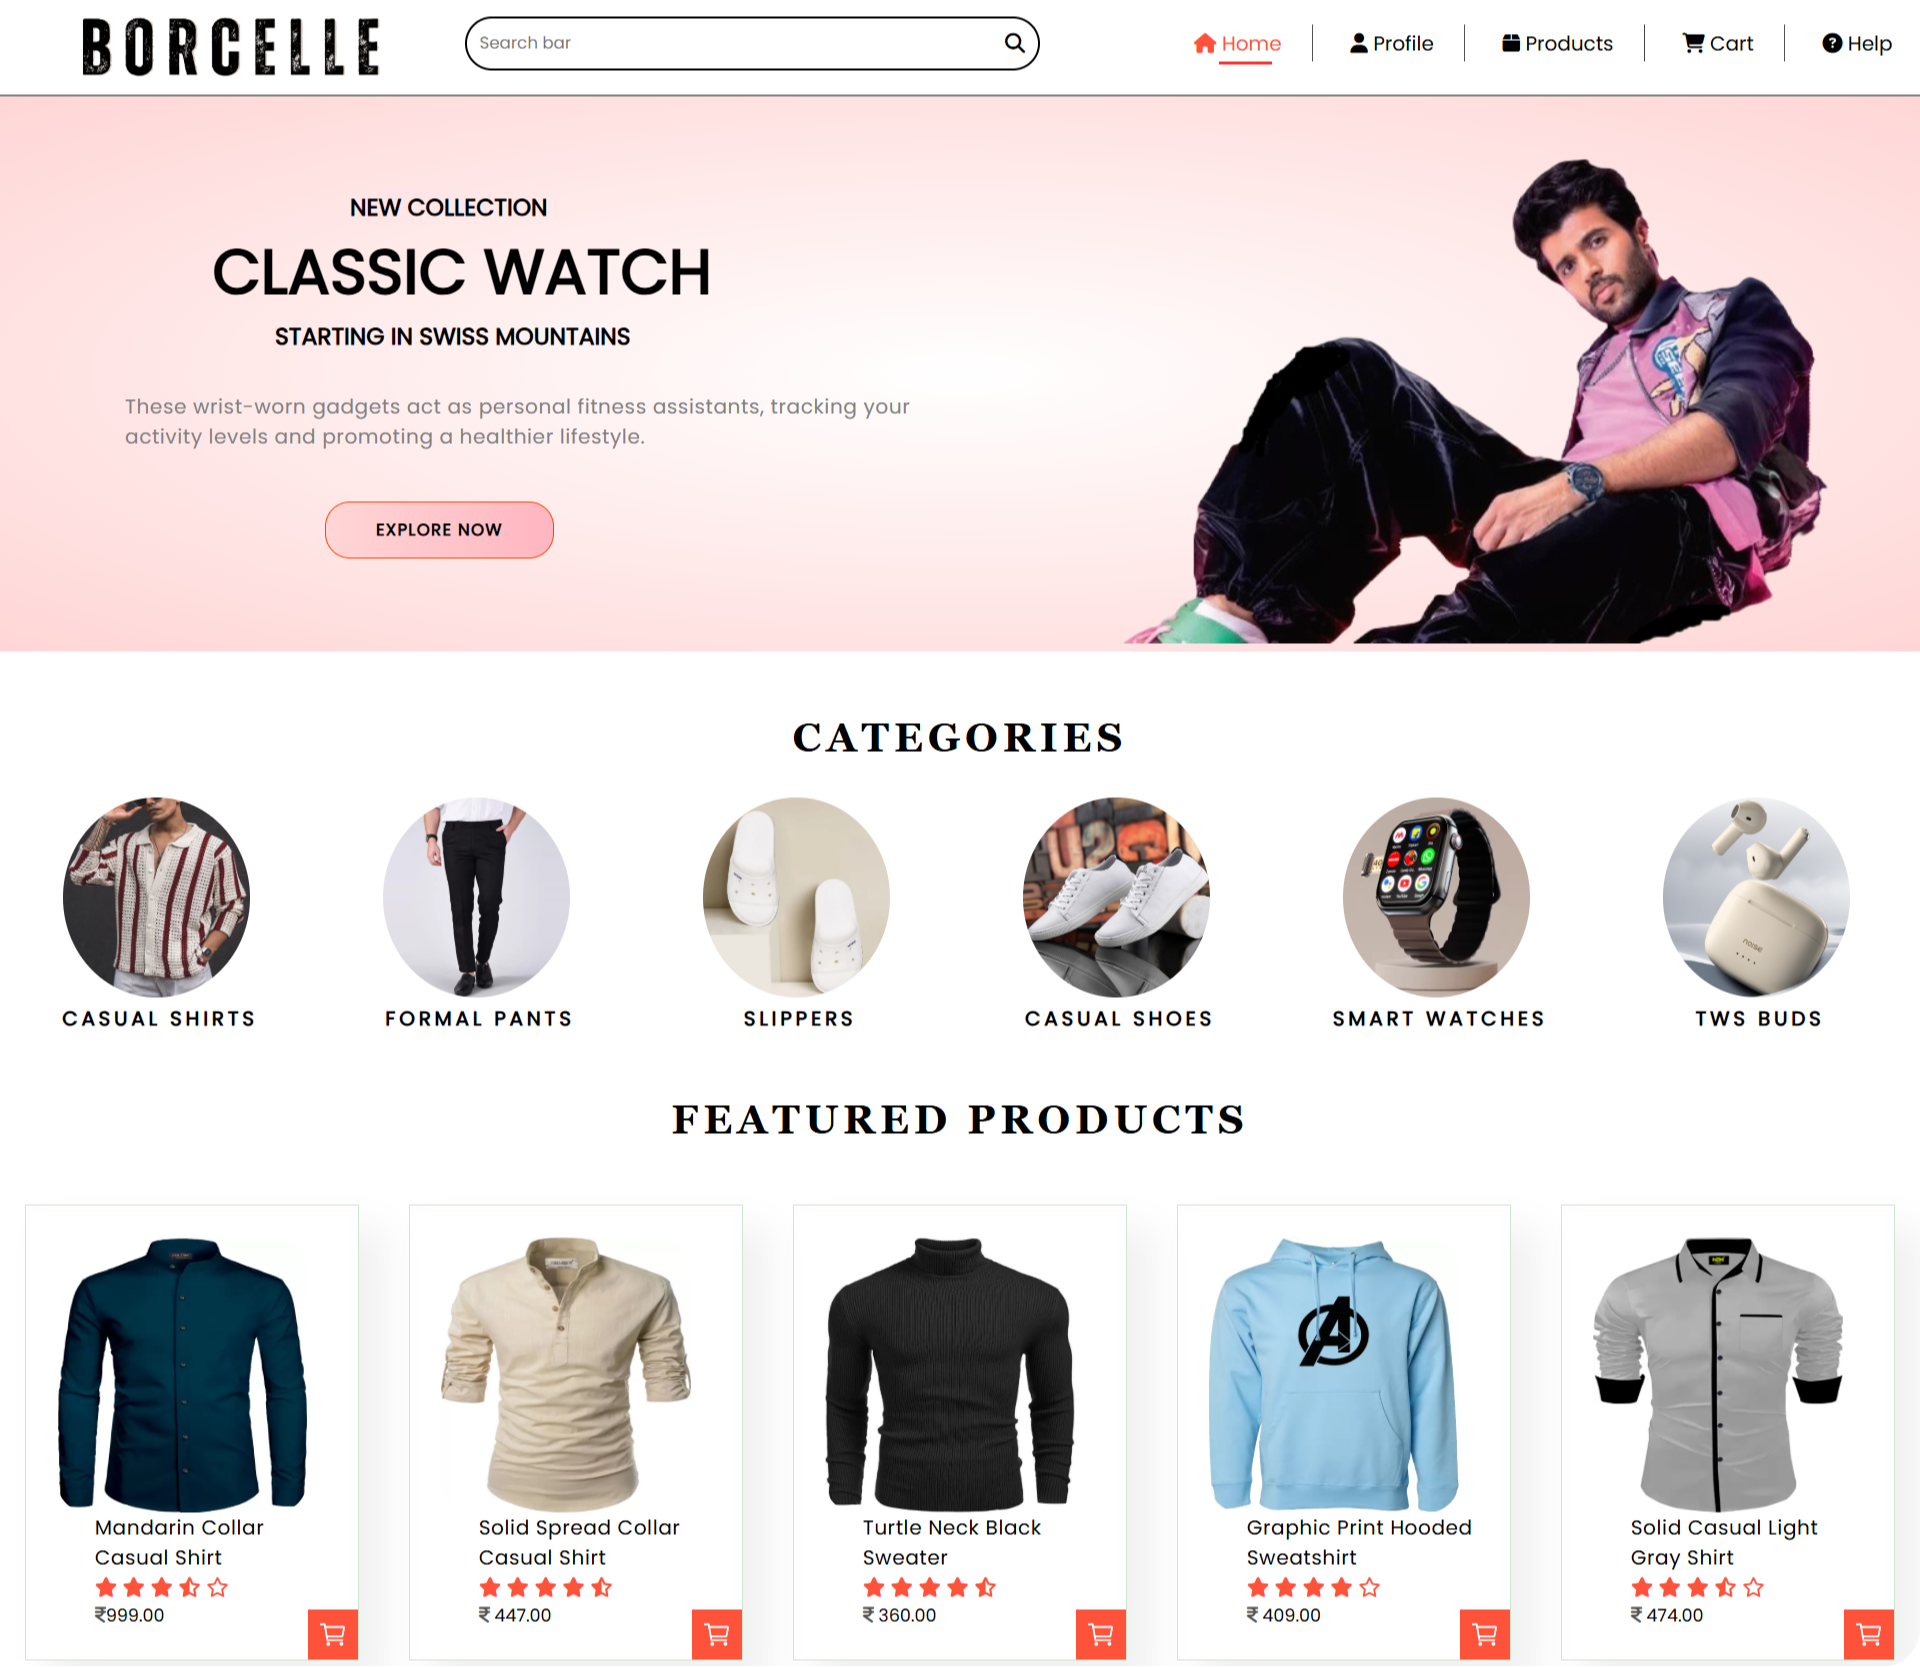 BORCELLE
Search bar
Home
Profile
Products
Cart
Help
NEW COLLECTION
CLASSIC WATCH
STARTING IN SWISS MOUNTAINS
These wrist-worn gadgets act as personal fitness assistants, tracking your
activity levels and promoting a healthier lifestyle.
EXPLORE NOW
CATEGORIES
noise
CASUAL SHIRTS
FORMAL PANTS
SLIPPERS
CASUAL SHOES
SMART WATCHES
TWS BUDS
FEATURED PRODUCTS
Mandarin Collar
Casual Shirt
₹999.00
Solid Spread Collar
Casual Shirt
₹ 447.00
Turtle Neck Black
Sweater
₹ 360.00
Graphic Print Hooded
Sweatshirt
₹ 409.00
Solid Casual Light
Gray Shirt
₹ 474.00